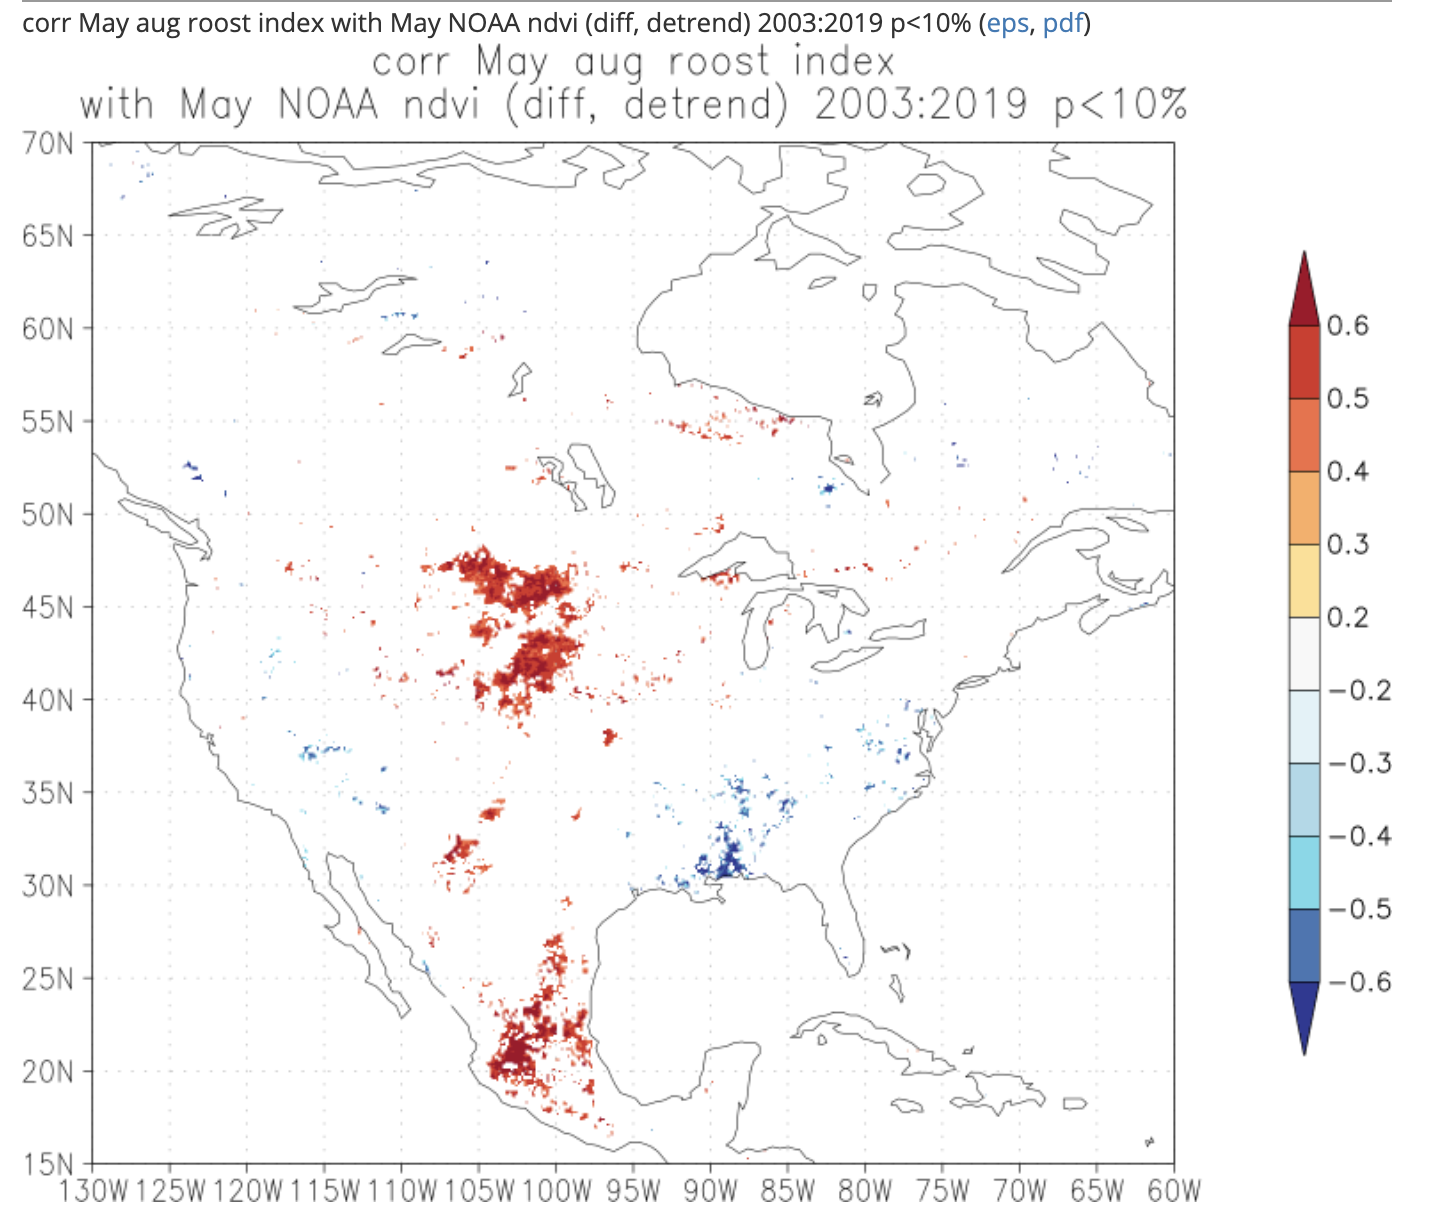 corr May aug roost index with May NOAA ndvi (diff, detrend) 2003:2019 p<10% (eps, pdf)
corr May aug roost index
with May NOAA ndvi (diff, detrend) 2003:2019 p<10%
70N
65N
60N
55N
50N
45N
40N
35N
30N
25N
20N
15N
130W 125W 120W 115W 110W 105W 100W 95W 90W 85W 80W 75W 70W 65W 60W
0.6
0.5
0.4
0.3
0.2
−0.2
−0.3
−0.4
−0.5
−0.6